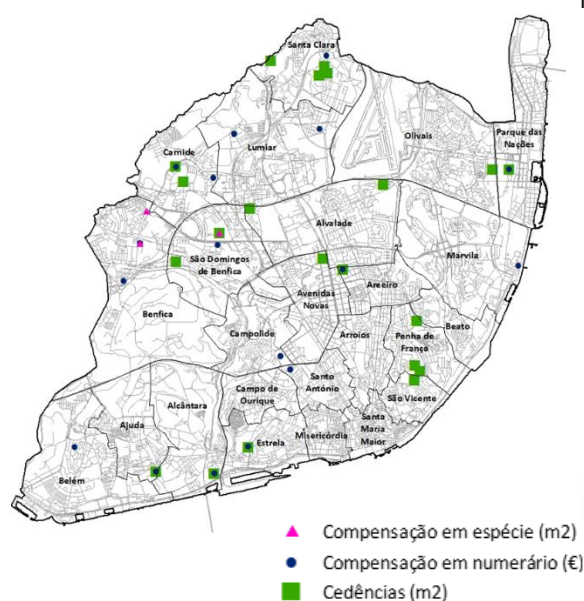 Santa Clara
Olivais
Parque das
Nações
Lumiar
Carnide
Alvalade
Marvila
São Domingos
de Benfica
Avenidas
Novas
Areeiro
Benfica
Campolide
Arroios
Penha de
França
Beato
Santo
António
Campo de
Ourique
São Vicente
Alcântara
Ajuda
Estrela
Misericórdia
Santa
Maria
Maior
Belém
Compensação em espécie (m2)
Compensação em numerário (€)
Cedências (m2)